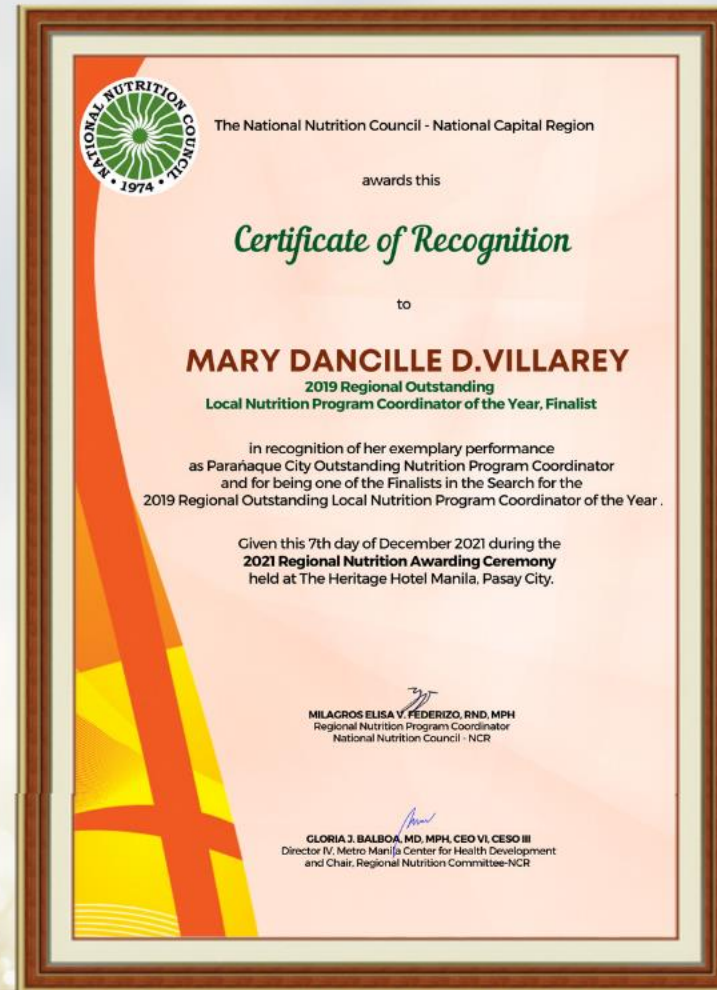 NATIONAL NUTRITION COUNCIL
• 1974 •
The National Nutrition Council - National Capital Region
awards this
Certificate of Recognition
to
MARY DANCILLE D.VILLAREY
2019 Regional Outstanding
Local Nutrition Program Coordinator of the Year, Finalist
in recognition of her exemplary performance
as Parańaque City Outstanding Nutrition Program Coordinator
and for being one of the Finalists in the Search for the
2019 Regional Outstanding Local Nutrition Program Coordinator of the Year .
Given this 7th day of December 2021 during the
2021 Regional Nutrition Awarding Ceremony
held at The Heritage Hotel Manila, Pasay City.
MILAGROS ELISA V. FEDERIZO, RND, MPH
Regional Nutrition Program Coordinator
National Nutrition Council - NCR
GLORIA J. BALBOA, MD, MPH, CEO VI, CESO III
Director IV, Metro Manila Center for Health Development
and Chair, Regional Nutrition Committee-NCR